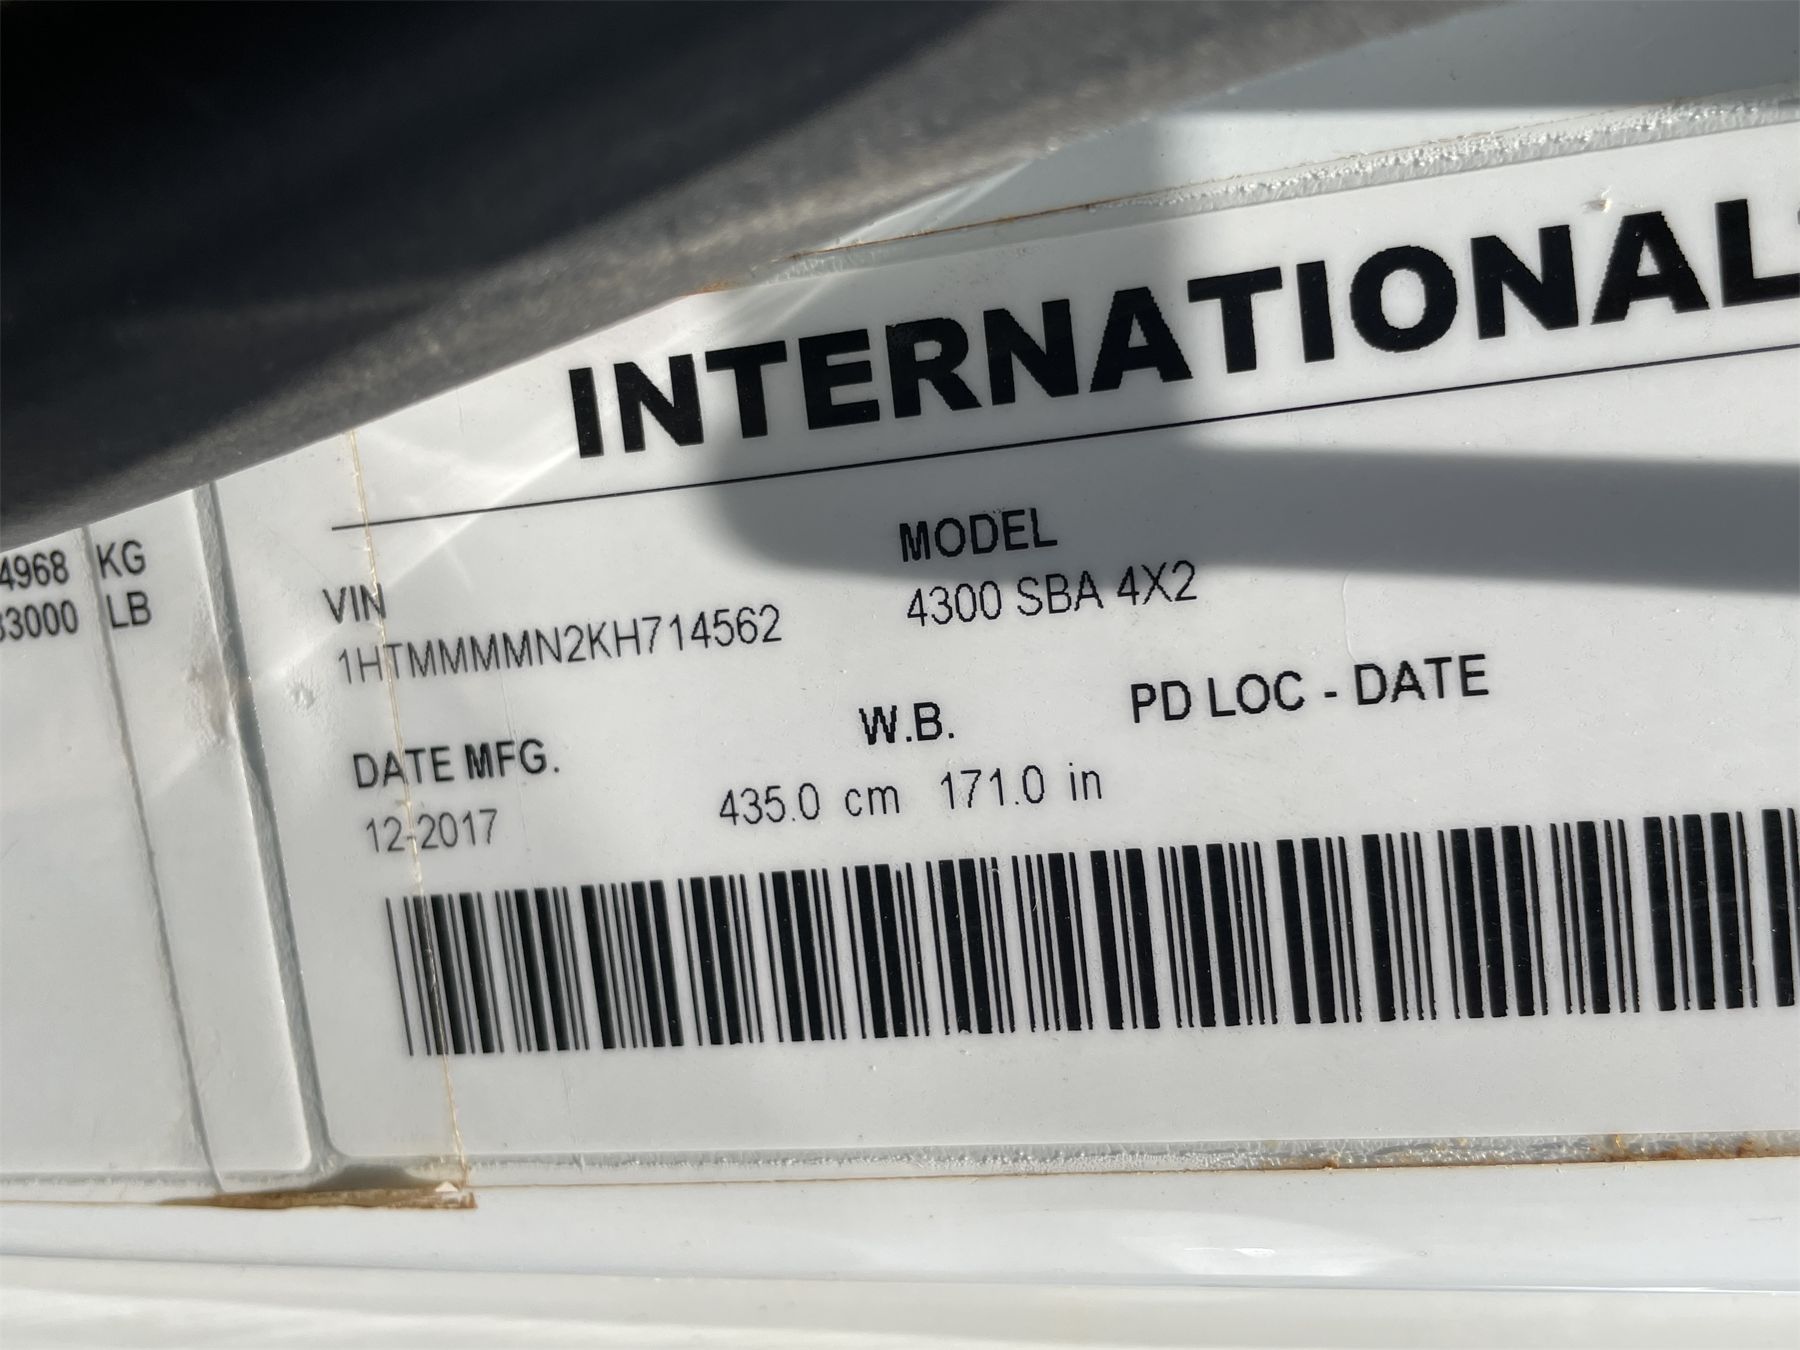 INTERNATIONAL
4968 KG
33000 LB
VIN
1HTMMMMN2KH714562
MODEL
4300 SBA 4X2
DATE MFG.
12-2017
W.B.
435.0 cm 171.0 in
PD LOC - DATE